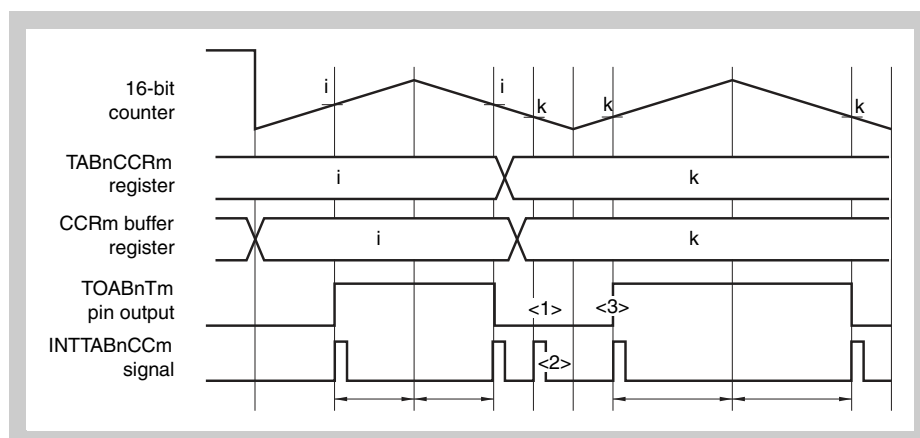 16-bit
counter
i
i
k
k
k
TABnCCRm
register
i
k
CCRm buffer
register
i
k
TOABnTm
pin output
<1>
<3>
INTTABnCCm
signal
<2>